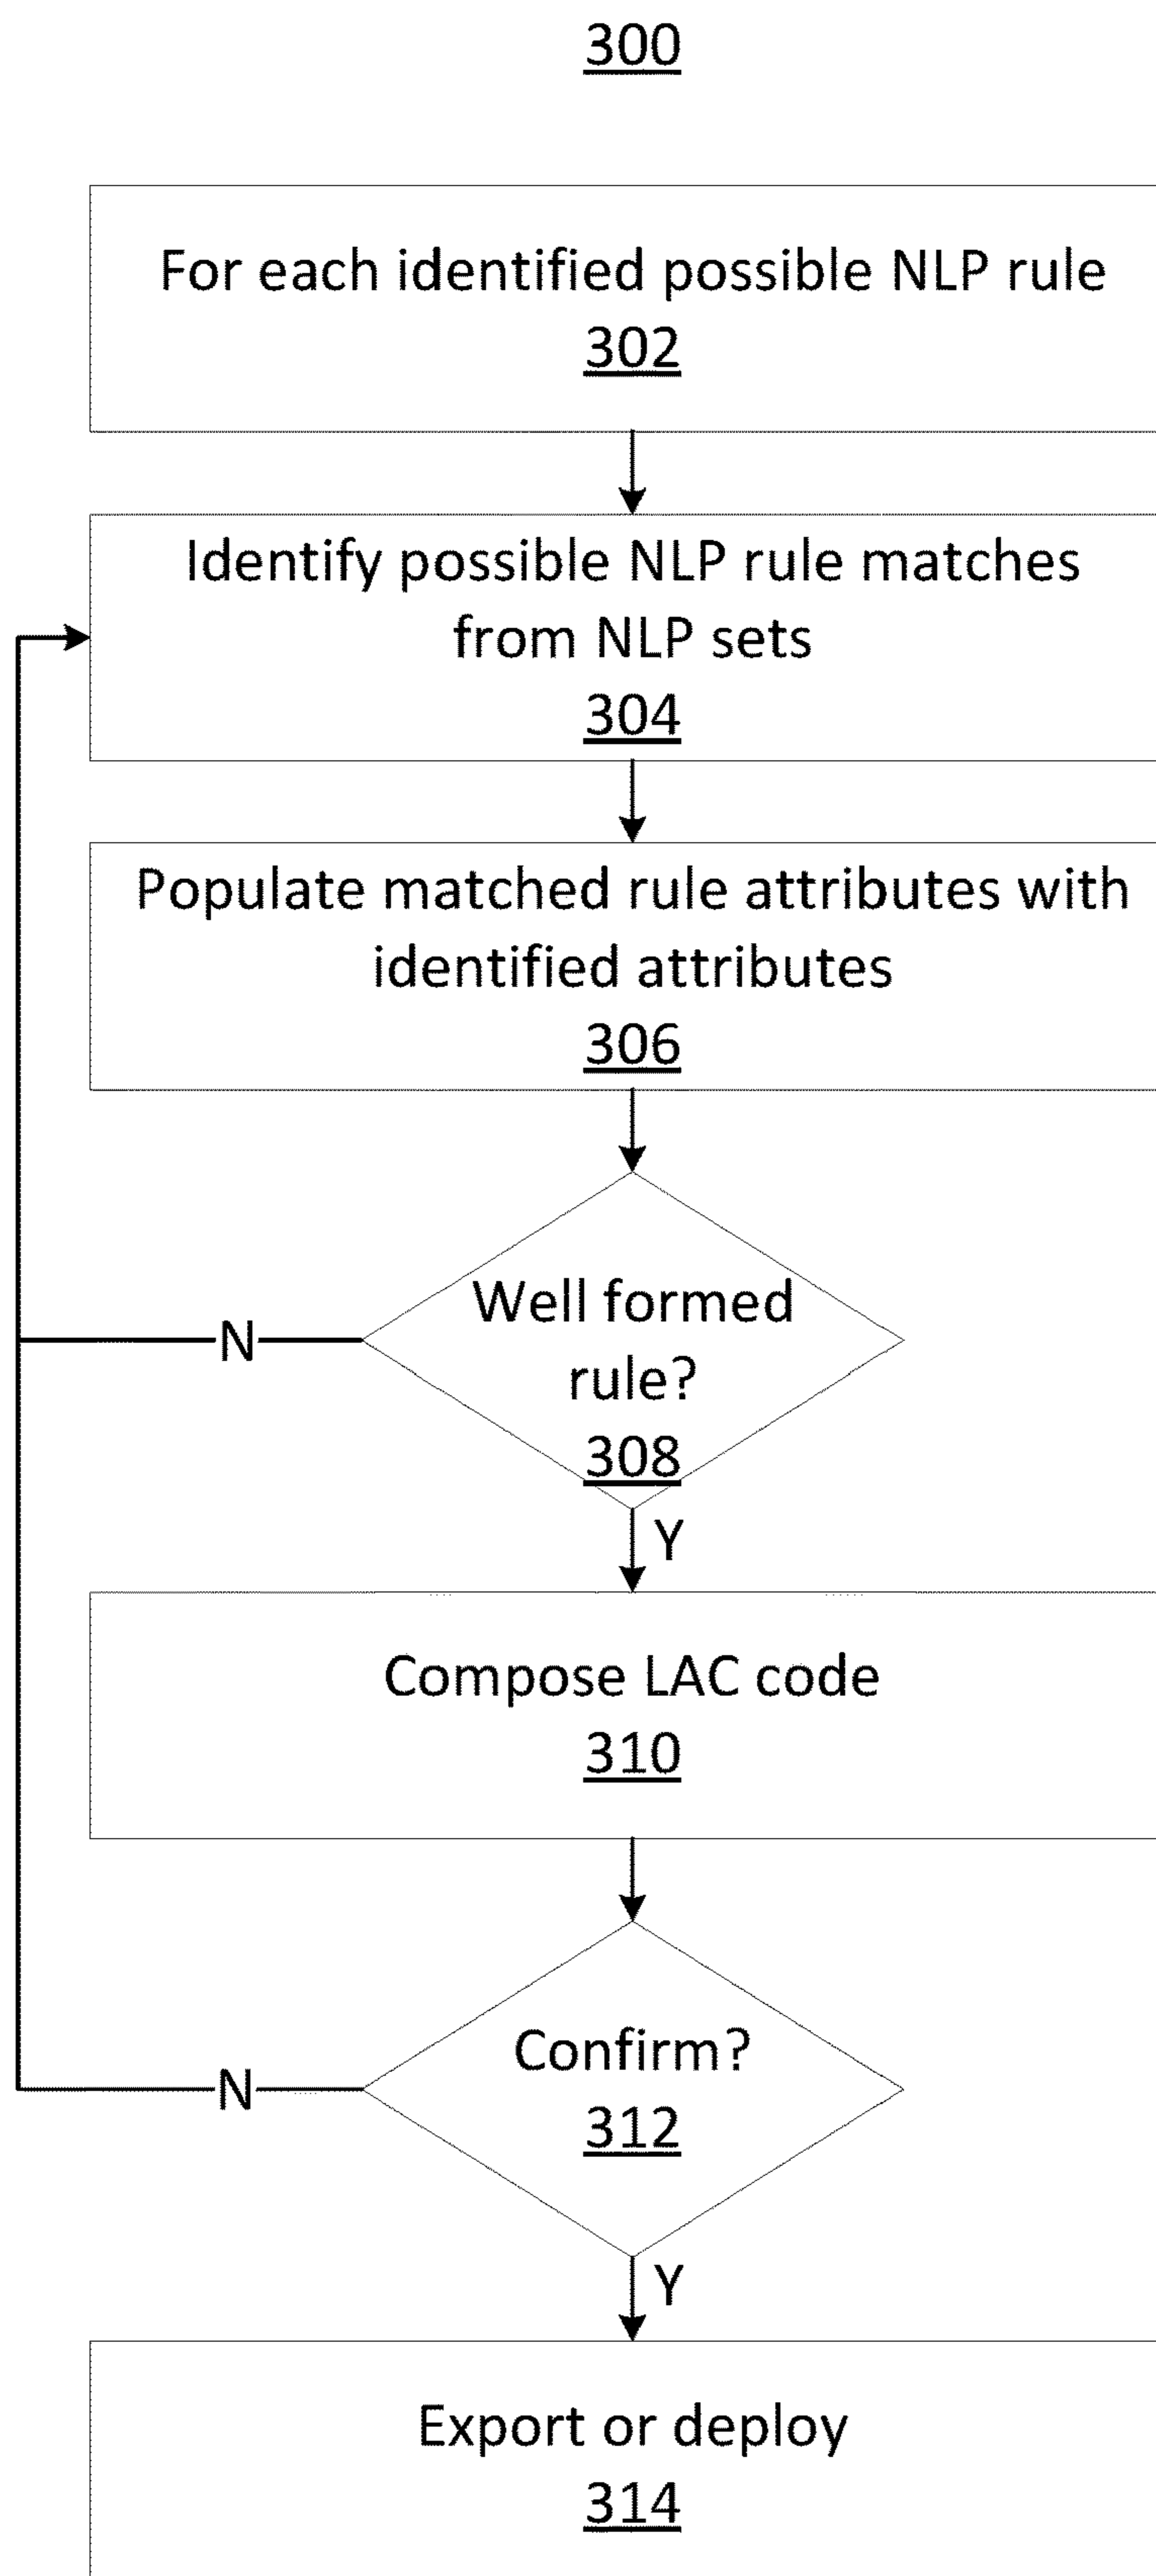 300
For each identified possible NLP rule
302
Identify possible NLP rule matches
from NLP sets
304
Populate matched rule attributes with
identified attributes
306
Well formed
rule?
308
N
Y
Compose LAC code
310
Confirm?
312
N
Y
Export or deploy
314